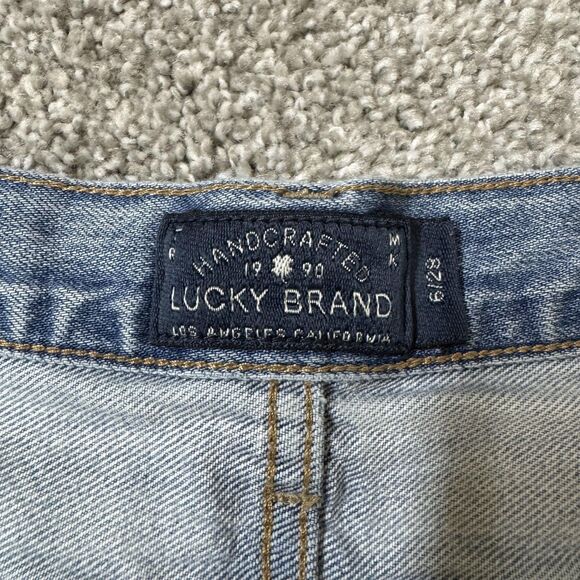 HANDCRAFTED
T R M K
19 90
LUCKY BRAND
LOS ANGELES CALIFORNIA
6/28